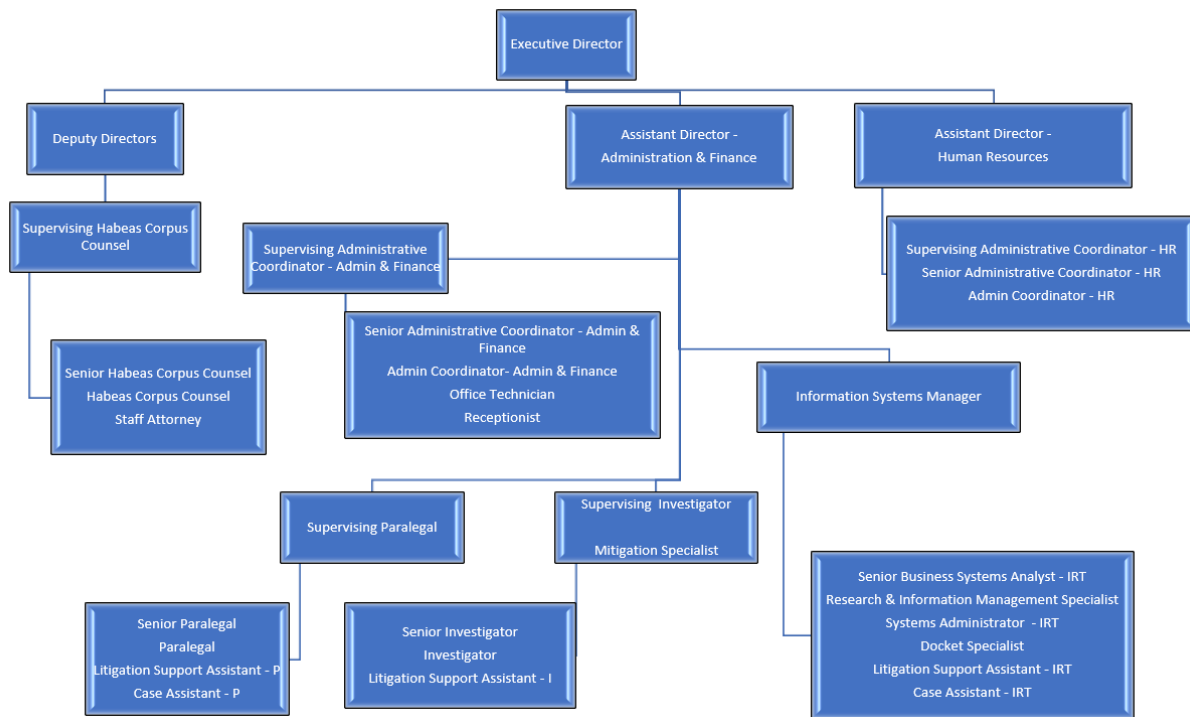 Executive Director
Deputy Directors
Assistant Director -
Administration & Finance
Assistant Director -
Human Resources
Supervising Habeas Corpus
Counsel
Supervising Administrative
Coordinator - Admin & Finance
Supervising Administrative Coordinator - HR
Senior Administrative Coordinator - HR
Admin Coordinator - HR
Senior Administrative Coordinator - Admin &
Finance
Admin Coordinator- Admin & Finance
Office Technician
Receptionist
Senior Habeas Corpus Counsel
Habeas Corpus Counsel
Staff Attorney
Information Systems Manager
Supervising Paralegal
Supervising  Investigator
Mitigation Specialist
Senior Paralegal
Paralegal
Litigation Support Assistant - P
Case Assistant - P
Senior Investigator
Investigator
Litigation Support Assistant - I
Senior Business Systems Analyst - IRT
Research & Information Management Specialist
Systems Administrator  - IRT
Docket Specialist
Litigation Support Assistant - IRT
Case Assistant - IRT